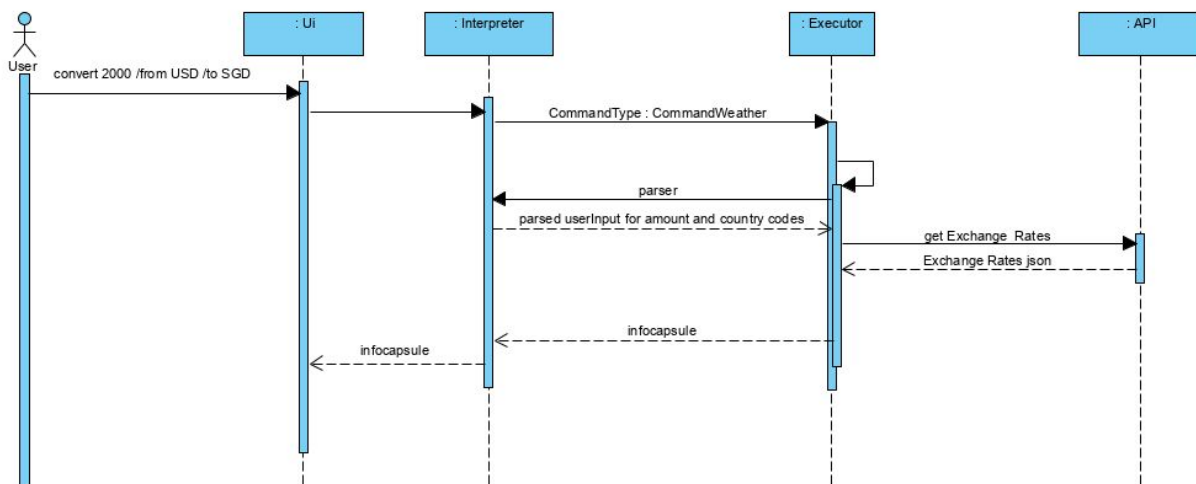 : Ui
: Interpreter
: Executor
: API
User
convert 2000 /from USD /to SGD
CommandType : CommandWeather
parser
parsed userInput for amount and country codes
get Exchange Rates
Exchange Rates json
infocapsule
infocapsule